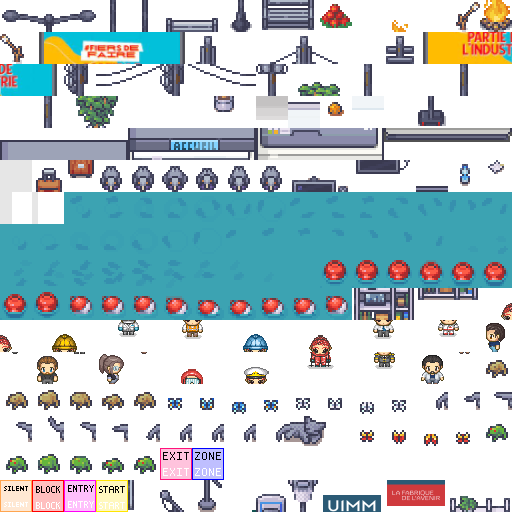 PARTIE
L'INDUST
#FIERS DE
FAIRE
DE
RIE
ACCUEIL
EXIT ZONE
EXIT ZONE
SILENT BLOCK ENTRY START
SILENT BLOCK ENTRY START
UIMM
LA FABRIQUE
DE L'AVENIR